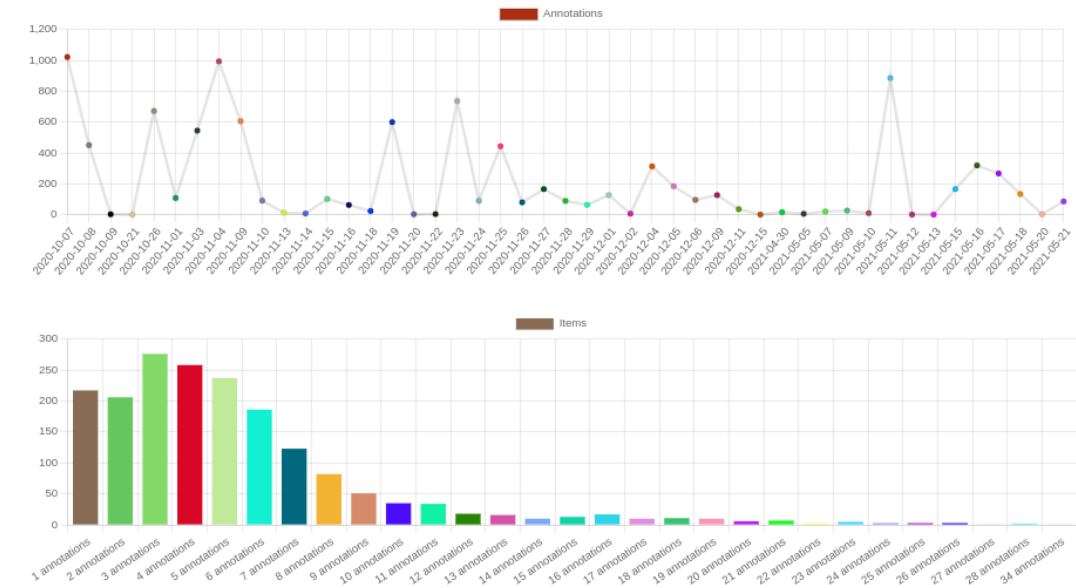 Annotations
1,200
1,000
800
600
400
200
0
2020-10-07
2020-10-08
2020-10-09
2020-10-21
2020-10-26
2020-11-01
2020-11-03
2020-11-04
2020-11-09
2020-11-10
2020-11-13
2020-11-14
2020-11-15
2020-11-16
2020-11-18
2020-11-19
2020-11-20
2020-11-22
2020-11-23
2020-11-24
2020-11-25
2020-11-26
2020-11-27
2020-11-28
2020-11-29
2020-12-01
2020-12-02
2020-12-04
2020-12-05
2020-12-06
2020-12-09
2020-12-11
2020-12-15
2021-04-30
2021-05-05
2021-05-07
2021-05-09
2021-05-10
2021-05-11
2021-05-12
2021-05-13
2021-05-15
2021-05-16
2021-05-17
2021-05-18
2021-05-20
2021-05-21
Items
300
250
200
150
100
50
0
1 annotations
2 annotations
3 annotations
4 annotations
5 annotations
6 annotations
7 annotations
8 annotations
9 annotations
10 annotations
11 annotations
12 annotations
13 annotations
14 annotations
15 annotations
16 annotations
17 annotations
18 annotations
19 annotations
20 annotations
21 annotations
22 annotations
23 annotations
24 annotations
25 annotations
26 annotations
27 annotations
28 annotations
34 annotations